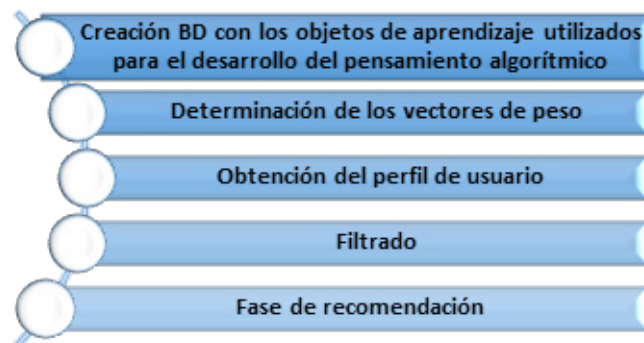 Creación BD con los objetos de aprendizaje utilizados
para el desarrollo del pensamiento algorítmico
Determinación de los vectores de peso
Obtención del perfil de usuario
Filtrado
Fase de recomendación